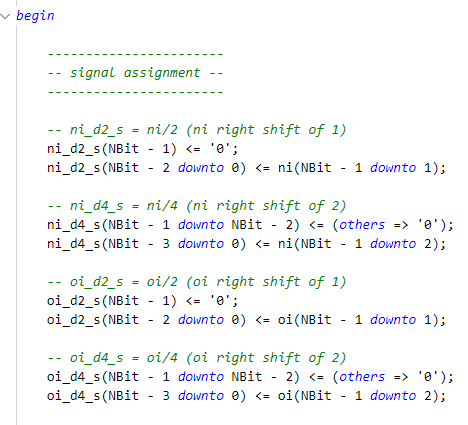 begin
-----------------------
-- signal assignment --
-----------------------
-- ni_d2_s = ni/2 (ni right shift of 1)
ni_d2_s(NBit - 1) <= '0';
ni_d2_s(NBit - 2 downto 0) <= ni(NBit - 1 downto 1);
-- ni_d4_s = ni/4 (ni right shift of 2)
ni_d4_s(NBit - 1 downto NBit - 2) <= (others => '0');
ni_d4_s(NBit - 3 downto 0) <= ni(NBit - 1 downto 2);
-- oi_d2_s = oi/2 (oi right shift of 1)
oi_d2_s(NBit - 1) <= '0';
oi_d2_s(NBit - 2 downto 0) <= oi(NBit - 1 downto 1);
-- oi_d4_s = oi/4 (oi right shift of 2)
oi_d4_s(NBit - 1 downto NBit - 2) <= (others => '0');
oi_d4_s(NBit - 3 downto 0) <= oi(NBit - 1 downto 2);